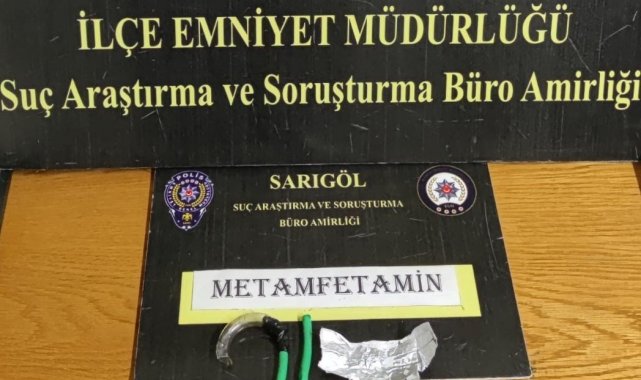 İLÇE EMNİYET MÜDÜRLÜĞÜ
Suç Araştırma ve Soruşturma Büro Amirliği
POLİS
SARIGÖL
SUÇ ARAŞTIRMA VE SORUŞTURMA
BÜRO AMİRLİĞİ
METAMFETAMİN